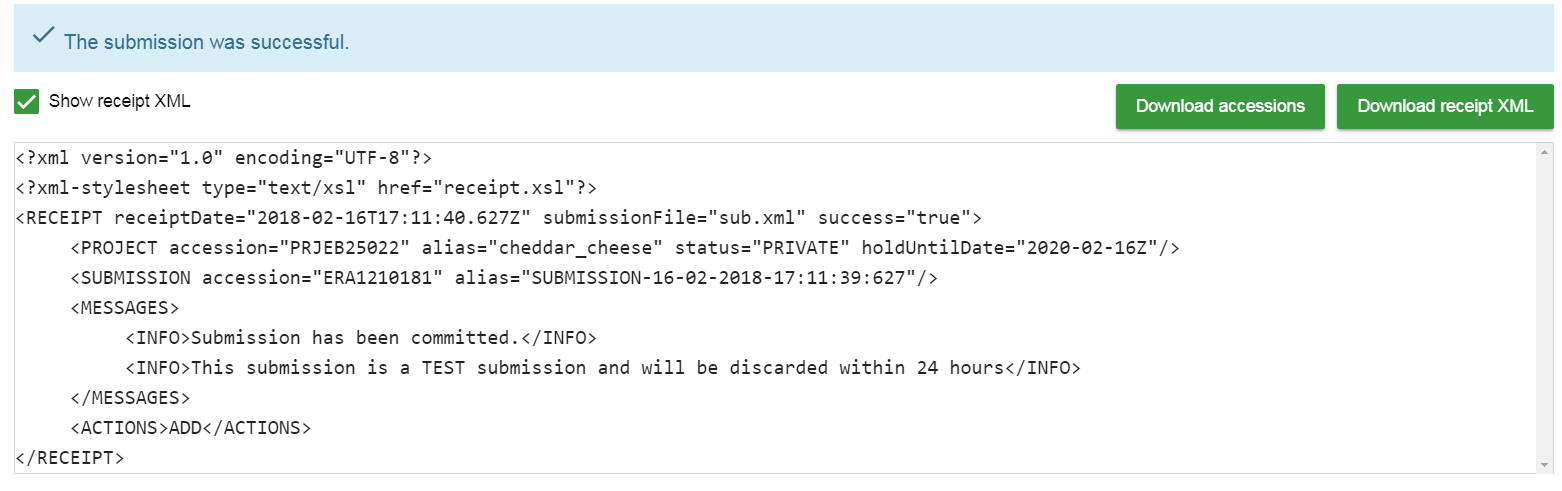 The submission was successful.
Show receipt XML
Download accessions
Download receipt XML
<?xml version="1.0" encoding="UTF-8"?>
<?xml-stylesheet type="text/xsl" href="receipt.xsl"?>
<RECEIPT receiptDate="2018-02-16T17:11:40.627Z" submissionFile="sub.xml" success="true">
     <PROJECT accession="PRJEB25022" alias="cheddar_cheese" status="PRIVATE" holdUntilDate="2020-02-16Z"/>
     <SUBMISSION accession="ERA1210181" alias="SUBMISSION-16-02-2018-17:11:39:627"/>
     <MESSAGES>
          <INFO>Submission has been committed.</INFO>
          <INFO>This submission is a TEST submission and will be discarded within 24 hours</INFO>
     </MESSAGES>
     <ACTIONS>ADD</ACTIONS>
</RECEIPT>